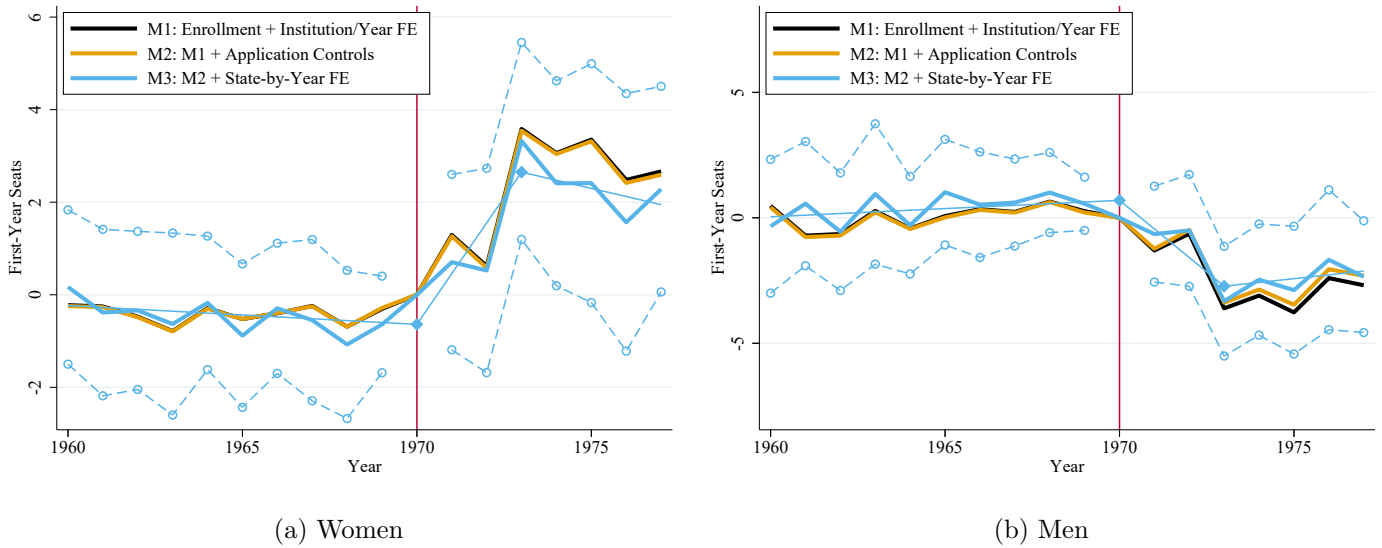 M1: Enrollment + Institution/Year FE
M2: M1 + Application Controls
M3: M2 + State-by-Year FE
First-Year Seats
6
4
2
0
-2
1960
1965
1970
1975
Year
(a) Women
M1: Enrollment + Institution/Year FE
M2: M1 + Application Controls
M3: M2 + State-by-Year FE
First-Year Seats
5
0
-5
1960
1965
1970
1975
Year
(b) Men